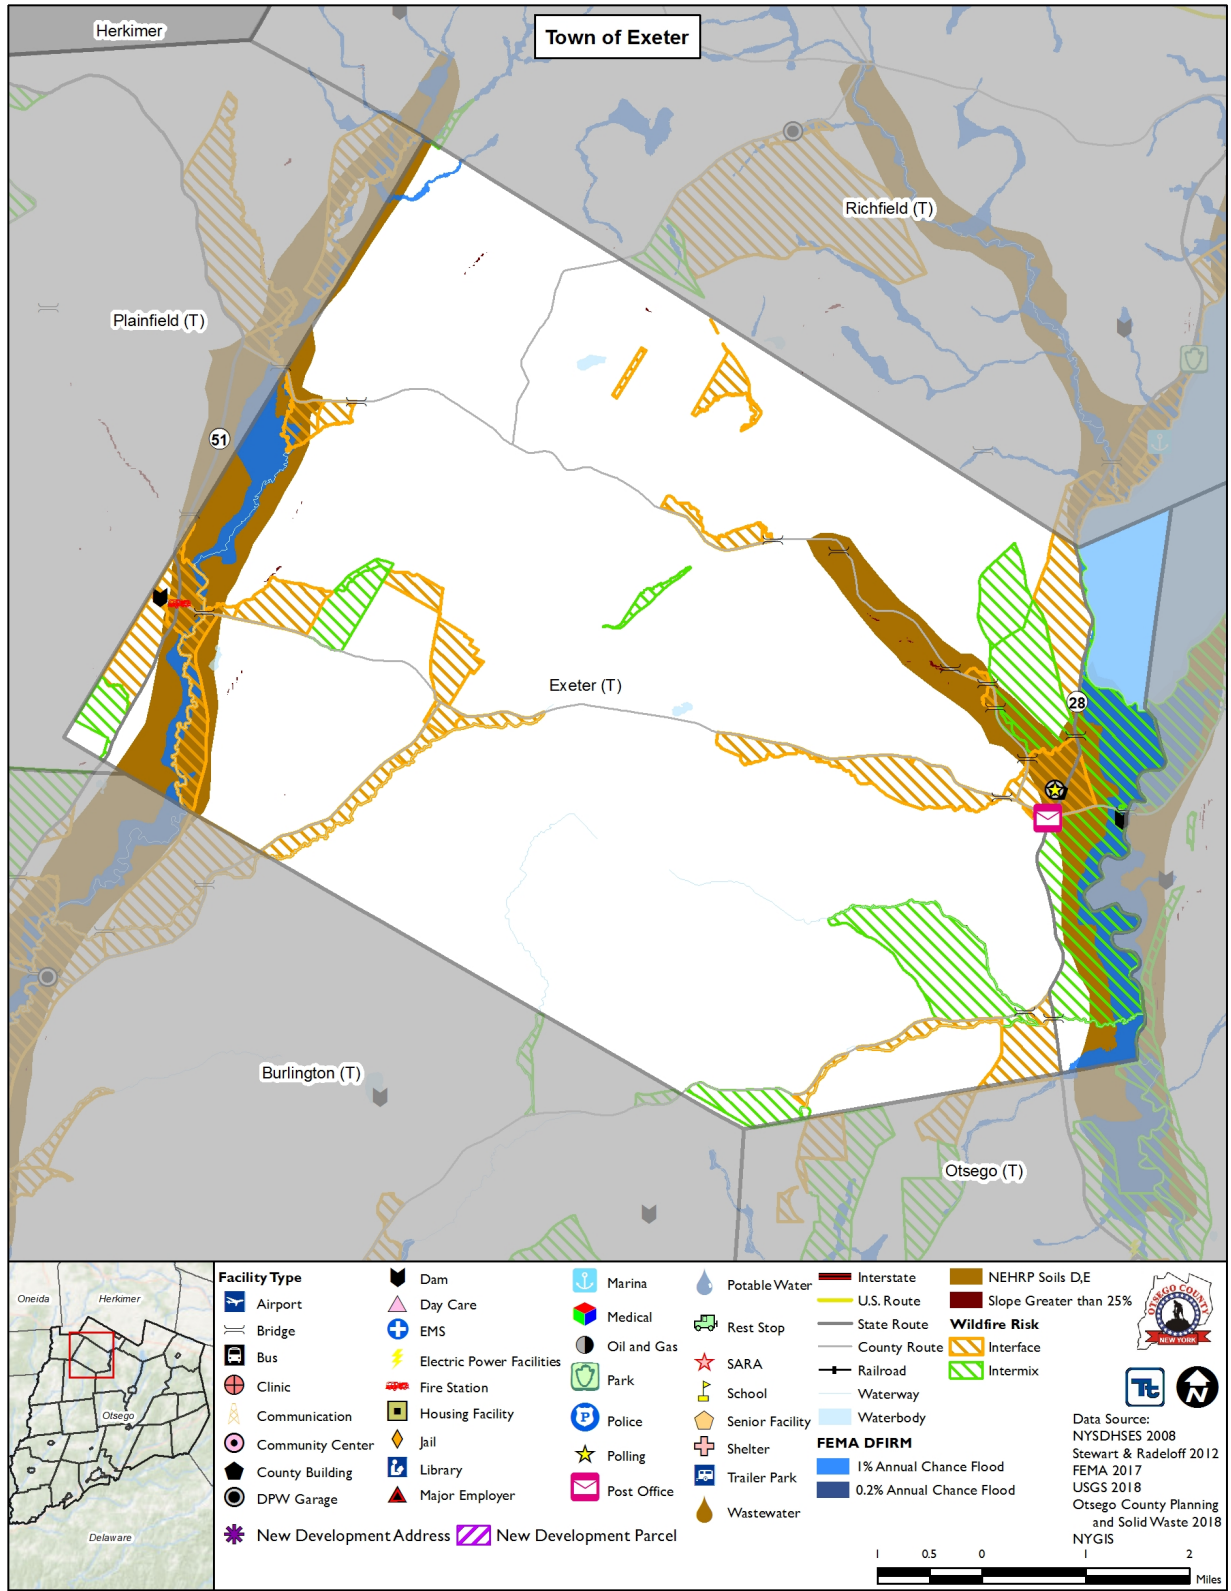 Town of Exeter
Herkimer
Richfield (T)
Plainfield (T)
51
Exeter (T)
28
Burlington (T)
Otsego (T)
Oneida
Herkimer
Otsego
Delaware
Facility Type
Airport
Bridge
Bus
Clinic
Communication
Community Center
County Building
DPW Garage
New Development Address
Dam
Day Care
EMS
Electric Power Facilities
Fire Station
Housing Facility
Jail
Library
Major Employer
New Development Parcel
Marina
Medical
Oil and Gas
Park
Police
Polling
Post Office
Potable Water
Rest Stop
SARA
School
Senior Facility
Shelter
Trailer Park
Wastewater
Interstate
U.S. Route
State Route
County Route
Railroad
Waterway
Waterbody
FEMA DFIRM
1% Annual Chance Flood
0.2% Annual Chance Flood
NEHRP Soils D,E
Slope Greater than 25%
Wildfire Risk
Interface
Intermix
OTSEGO COUNTY
NEW YORK
Tt
N
Data Source:
NYSDHSES 2008
Stewart & Radeloff 2012
FEMA 2017
USGS 2018
Otsego County Planning
and Solid Waste 2018
NYGIS
1 0.5 0 1 2
Miles